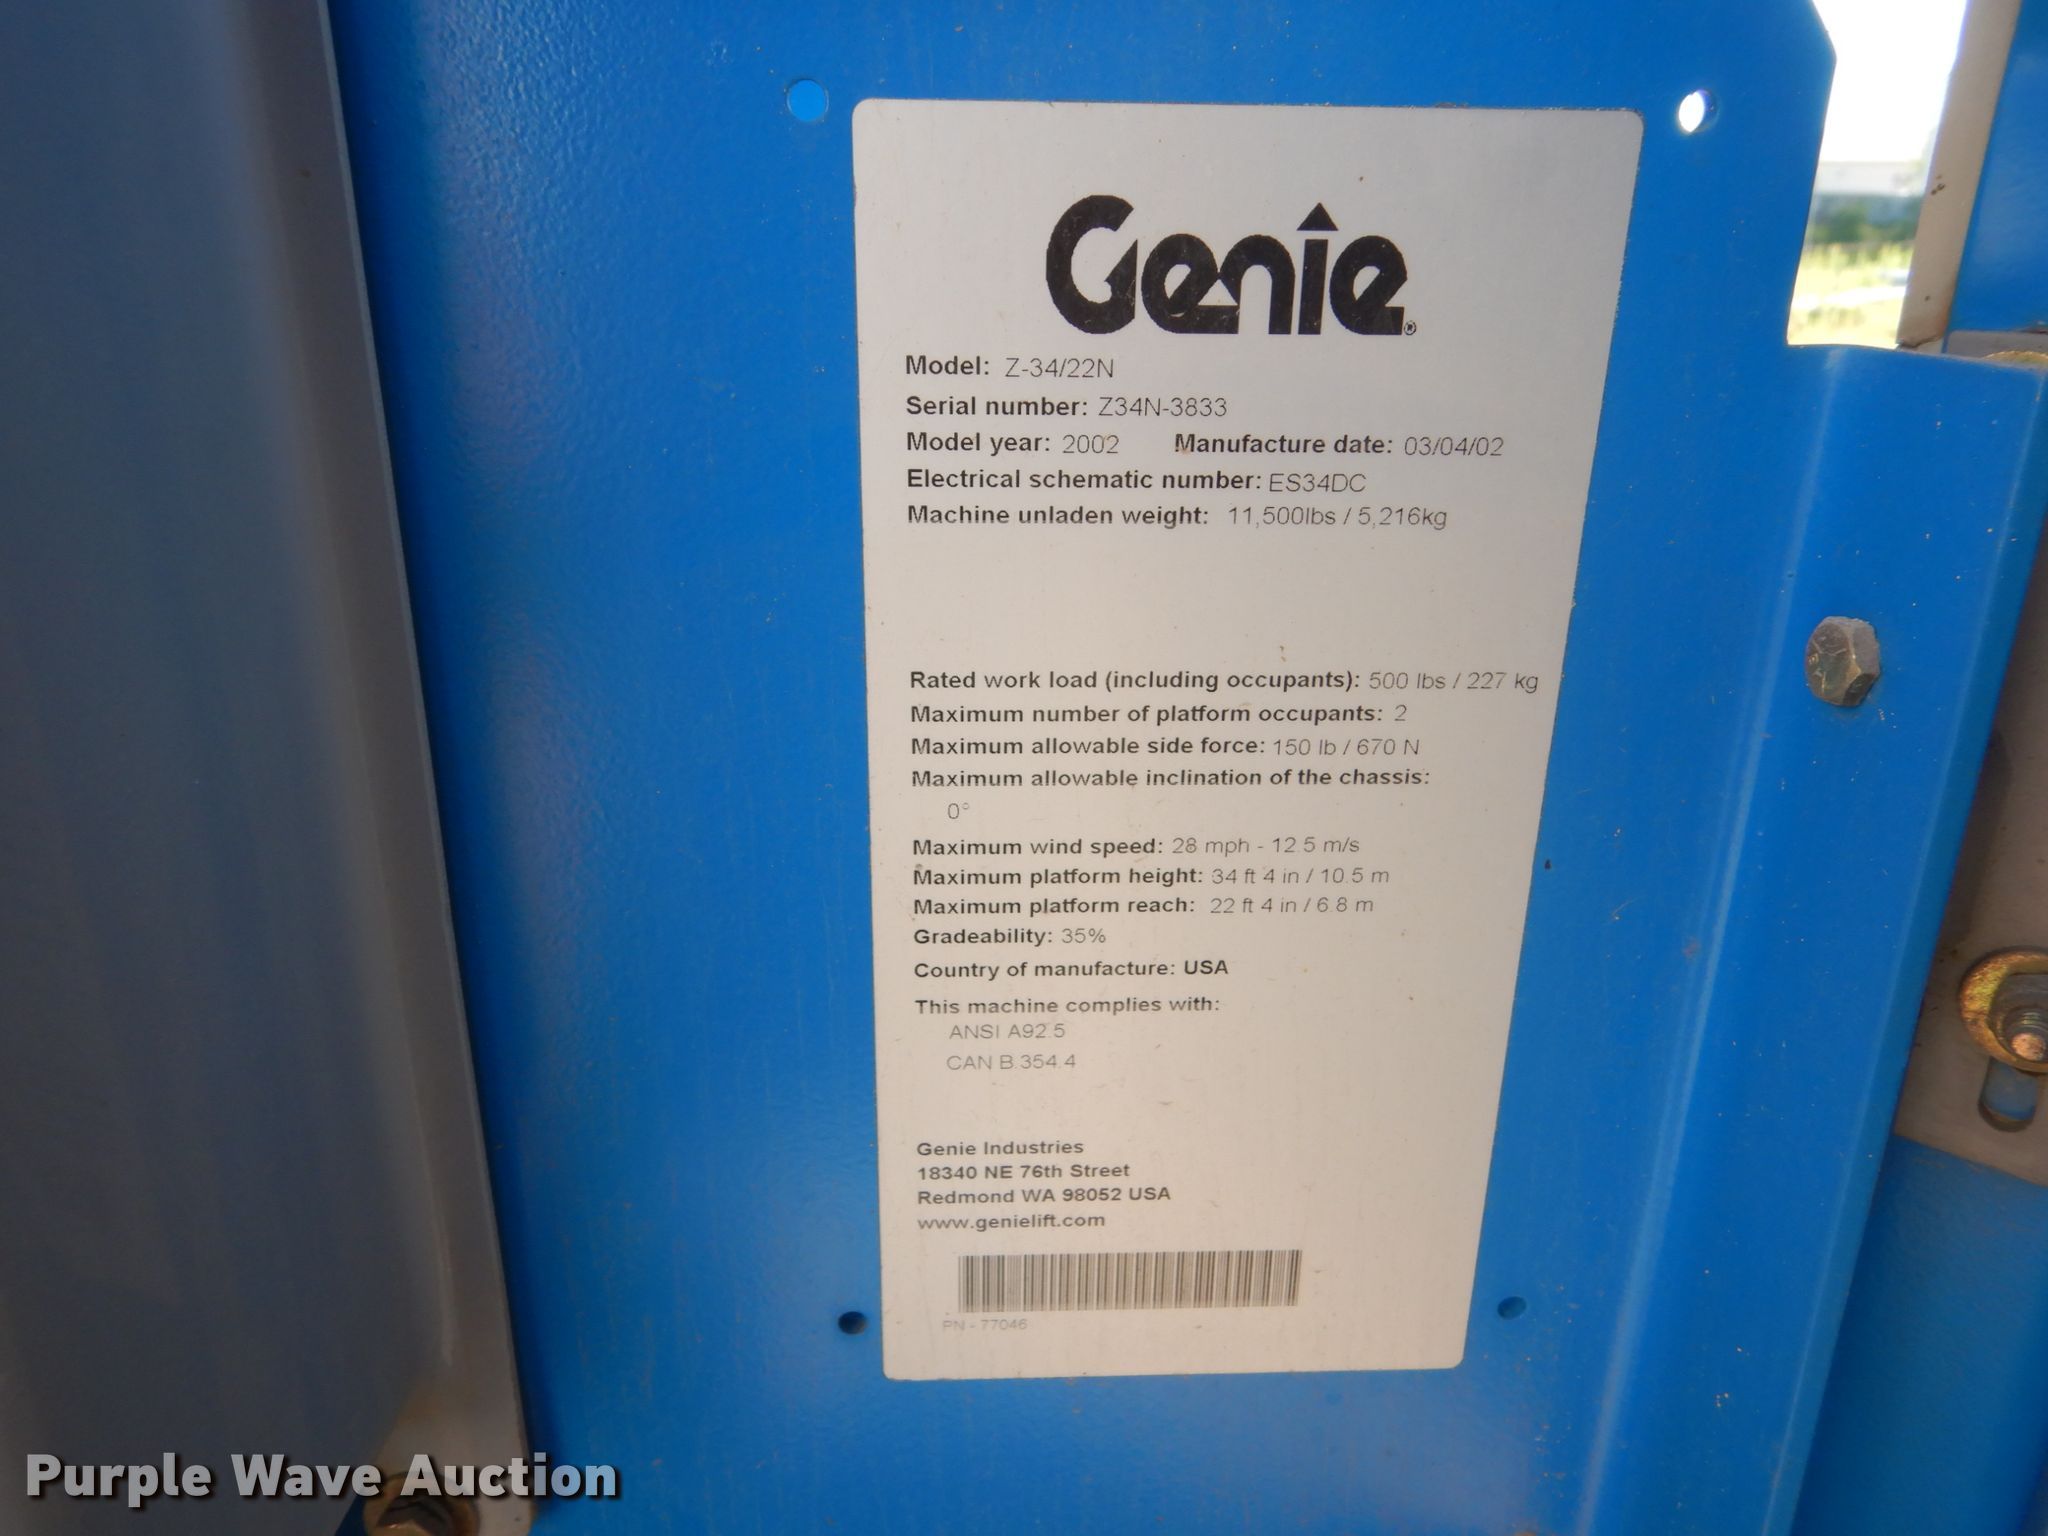 Genie®
Model: Z-34/22N
Serial number: Z34N-3833
Model year: 2002 Manufacture date: 03/04/02
Electrical schematic number: ES34DC
Machine unladen weight: 11,500lbs / 5,216kg
Rated work load (including occupants): 500 lbs / 227 kg
Maximum number of platform occupants: 2
Maximum allowable side force: 150 lb / 670 N
Maximum allowable inclination of the chassis:
0°
Maximum wind speed: 28 mph - 12.5 m/s
Maximum platform height: 34 ft 4 in / 10.5 m
Maximum platform reach: 22 ft 4 in / 6.8 m
Gradeability: 35%
Country of manufacture: USA
This machine complies with:
ANSI A92.5
CAN B.354.4
Genie Industries
18340 NE 76th Street
Redmond WA 98052 USA
www.genielift.com
PN - 77046
Purple Wave Auction